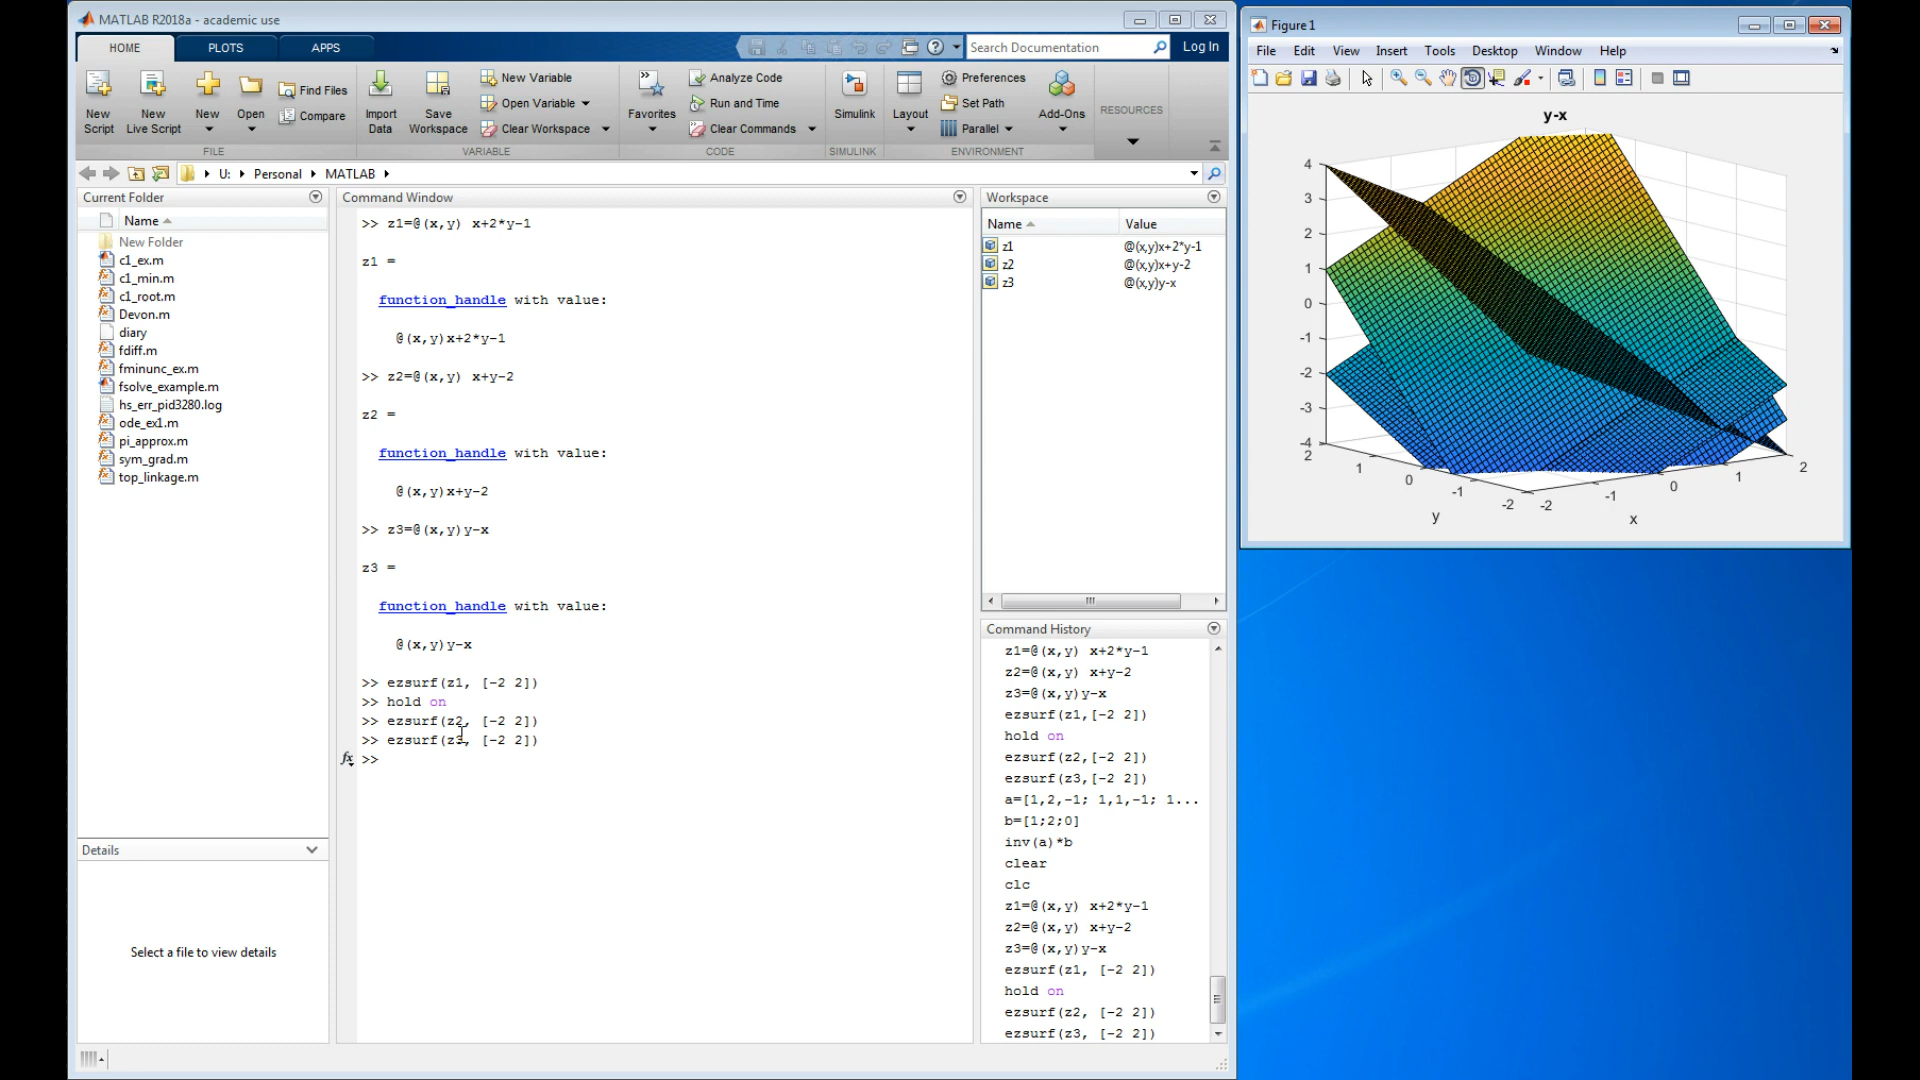 MATLAB R2018a - academic use
HOME
PLOTS
APPS
Search Documentation
Log In
New Script
New Live Script
New
Open
Find Files
Compare
Import Data
Save Workspace
New Variable
Open Variable
Clear Workspace
Favorites
Analyze Code
Run and Time
Clear Commands
Simulink
Layout
Preferences
Set Path
Parallel
Add-Ons
RESOURCES
FILE
VARIABLE
CODE
SIMULINK
ENVIRONMENT
U:
Personal
MATLAB
Current Folder
Name
New Folder
c1_ex.m
c1_min.m
c1_root.m
Devon.m
diary
fdiff.m
fminunc_ex.m
fsolve_example.m
hs_err_pid3280.log
ode_ex1.m
pi_approx.m
sym_grad.m
top_linkage.m
Details
Select a file to view details
Command Window
>> z1=@(x,y) x+2*y-1
z1 =
function_handle with value:
@(x,y)x+2*y-1
>> z2=@(x,y) x+y-2
z2 =
function_handle with value:
@(x,y)x+y-2
>> z3=@(x,y)y-x
z3 =
function_handle with value:
@(x,y)y-x
>> ezsurf(z1, [-2 2])
>> hold on
>> ezsurf(z2, [-2 2])
>> ezsurf(z3, [-2 2])
fx >>
Workspace
Name Value
z1 @(x,y)x+2*y-1
z2 @(x,y)x+y-2
z3 @(x,y)y-x
Command History
z1=@(x,y) x+2*y-1
z2=@(x,y) x+y-2
z3=@(x,y)y-x
ezsurf(z1,[-2 2])
hold on
ezsurf(z2,[-2 2])
ezsurf(z3,[-2 2])
a=[1,2,-1; 1,1,-1; 1...
b=[1;2;0]
inv(a)*b
clear
clc
z1=@(x,y) x+2*y-1
z2=@(x,y) x+y-2
z3=@(x,y)y-x
ezsurf(z1, [-2 2])
hold on
ezsurf(z2, [-2 2])
ezsurf(z3, [-2 2])
Figure 1
File Edit View Insert Tools Desktop Window Help
y-x
4
3
2
1
0
-1
-2
-3
-4
2
1
0
-1
-2
-2
-1
0
1
2
y
x